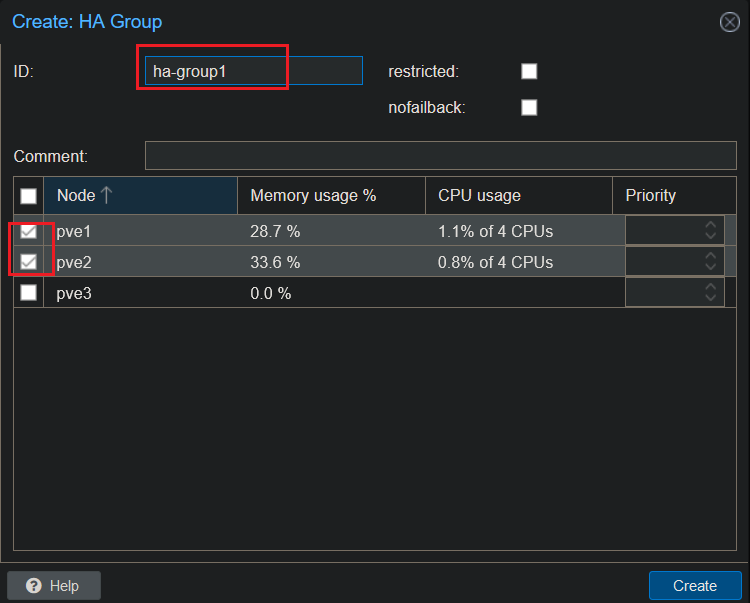 Create: HA Group
ID: ha-group1 restricted:
nofailback:
Comment:
Node Memory usage % CPU usage Priority
pve1 28.7 % 1.1% of 4 CPUs
pve2 33.6 % 0.8% of 4 CPUs
pve3 0.0 %
Help Create